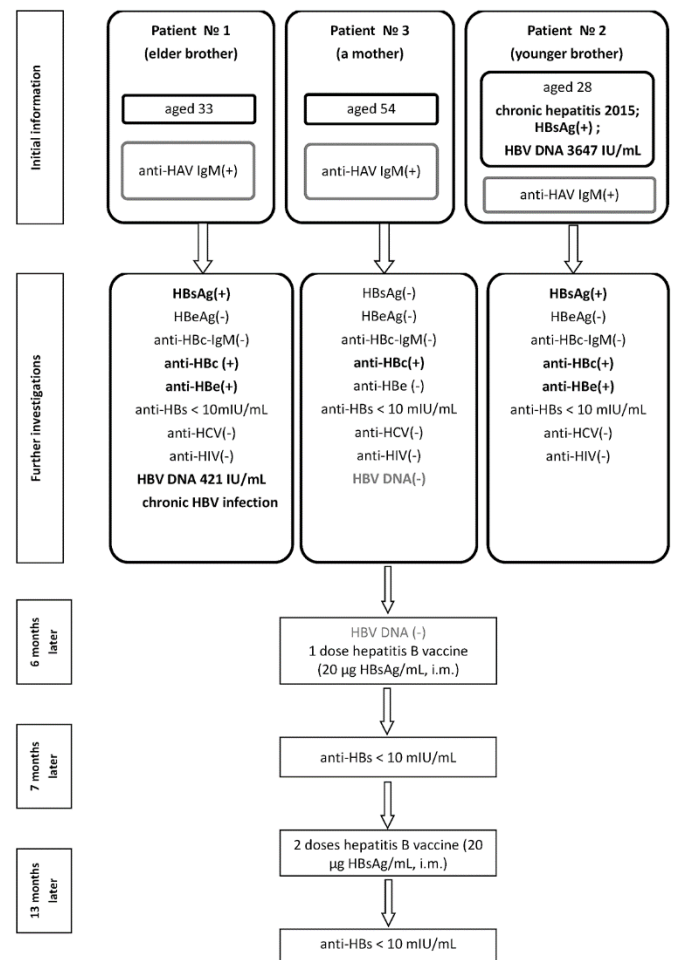 Initial information
Patient № 1
(elder brother)
aged 33
anti-HAV IgM(+)
Patient № 3
(a mother)
aged 54
anti-HAV IgM(+)
Patient № 2
(younger brother)
aged 28
chronic hepatitis 2015;
HBsAg(+) ;
HBV DNA 3647 IU/mL
anti-HAV IgM(+)
Further investigations
HBsAg(+)
HBeAg(-)
anti-HBc-IgM(-)
anti-HBc (+)
anti-HBe(+)
anti-HBs < 10mIU/mL
anti-HCV(-)
anti-HIV(-)
HBV DNA 421 IU/mL
chronic HBV infection
HBsAg(-)
HBeAg(-)
anti-HBc-IgM(-)
anti-HBc(+)
anti-HBe (-)
anti-HBs < 10 mIU/mL
anti-HCV(-)
anti-HIV(-)
HBV DNA(-)
HBsAg(+)
HBeAg(-)
anti-HBc-IgM(-)
anti-HBc(+)
anti-HBe(+)
anti-HBs < 10 mIU/mL
anti-HCV(-)
anti-HIV(-)
6 months
later
HBV DNA (-)
1 dose hepatitis B vaccine
(20 µg HBsAg/mL, i.m.)
7 months
later
anti-HBs < 10 mIU/mL
13 months
later
2 doses hepatitis B vaccine (20
µg HBsAg/mL, i.m.)
anti-HBs < 10 mIU/mL